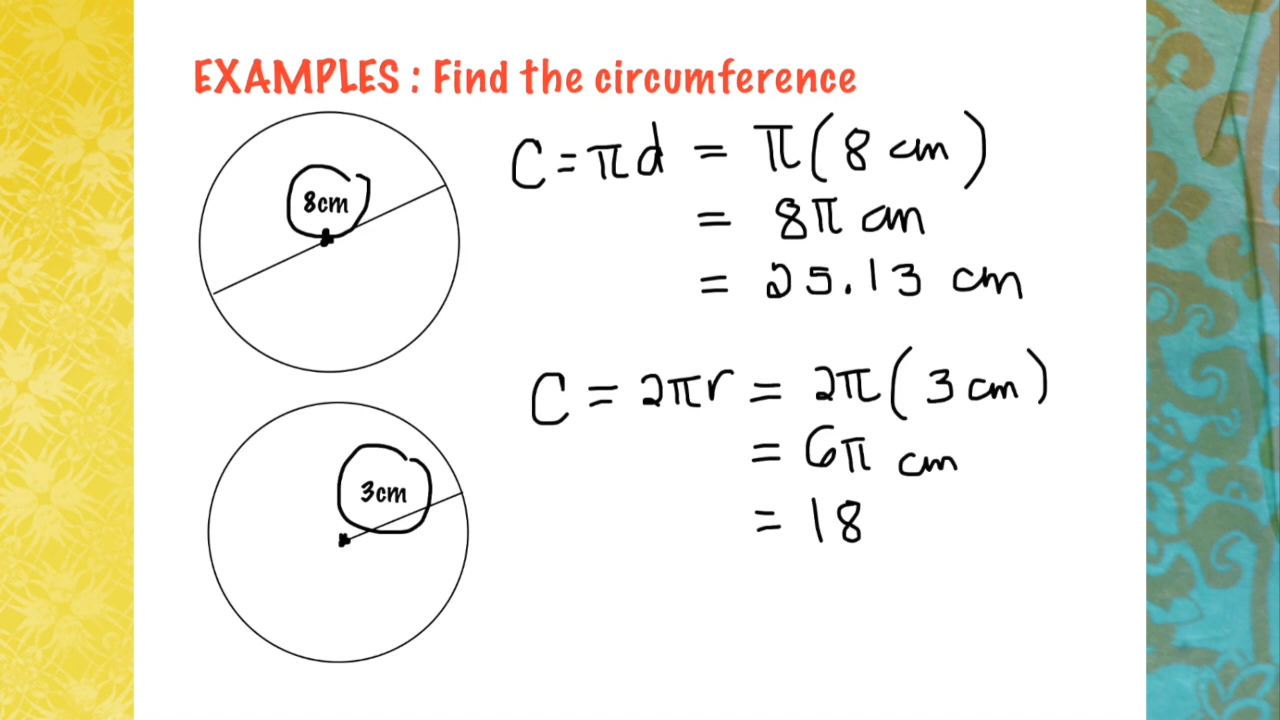 EXAMPLES : Find the circumference
8cm
C = πd = π(8 cm)
= 8π cm
= 25.13 cm
3cm
C = 2πr = 2π(3 cm)
= 6π cm
= 18